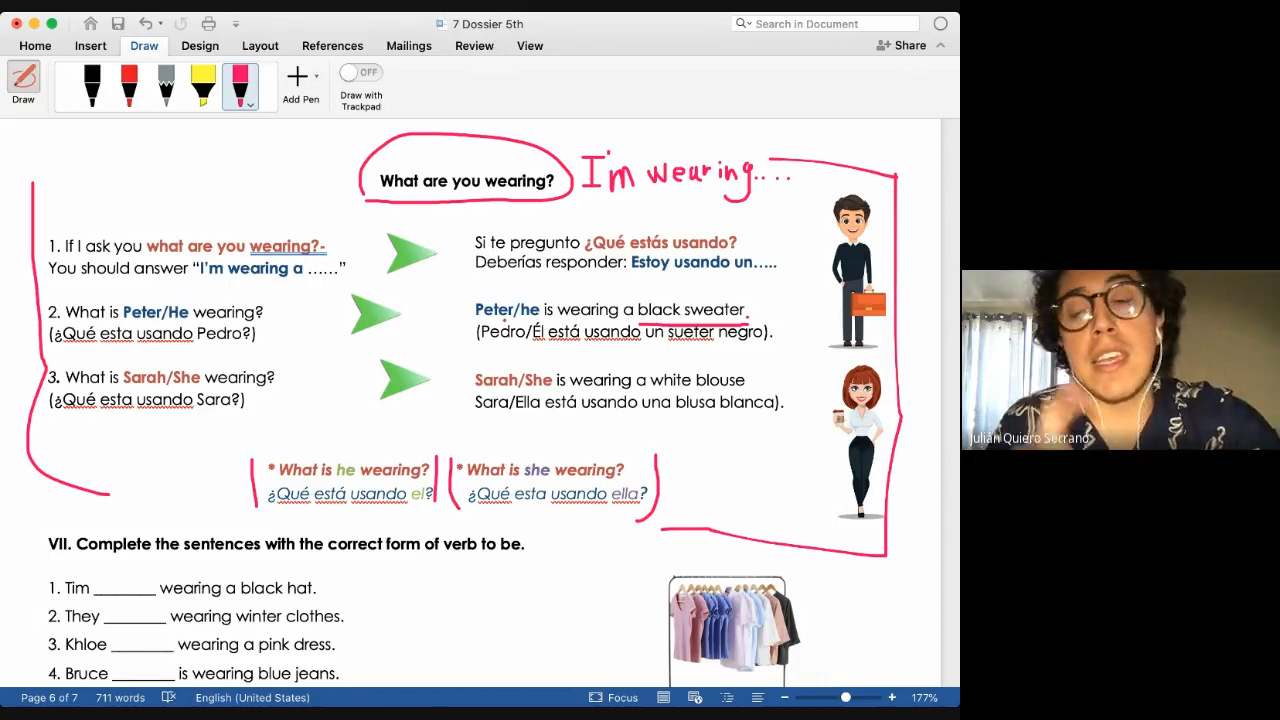 7 Dossier 5th
Search in Document
Home Insert Draw Design Layout References Mailings Review View
Share
Draw
Add Pen
OFF
Draw with
Trackpad
What are you wearing?
I'm wearing....
1. If I ask you what are you wearing?-
You should answer “I'm wearing a ......”
Si te pregunto ¿Qué estás usando?
Deberías responder: Estoy usando un.....
2. What is Peter/He wearing?
(¿Qué esta usando Pedro?)
Peter/he is wearing a black sweater
(Pedro/Él está usando un sueter negro).
3. What is Sarah/She wearing?
(¿Qué esta usando Sara?)
Sarah/She is wearing a white blouse
Sara/Ella está usando una blusa blanca).
* What is he wearing?
¿Qué está usando el?
* What is she wearing?
¿Qué esta usando ella?
VII. Complete the sentences with the correct form of verb to be.
1. Tim _______ wearing a black hat.
2. They _______ wearing winter clothes.
3. Khloe _______ wearing a pink dress.
4. Bruce _______ is wearing blue jeans.
Julián Quiero Serrano
Page 6 of 7 711 words English (United States) Focus 177%